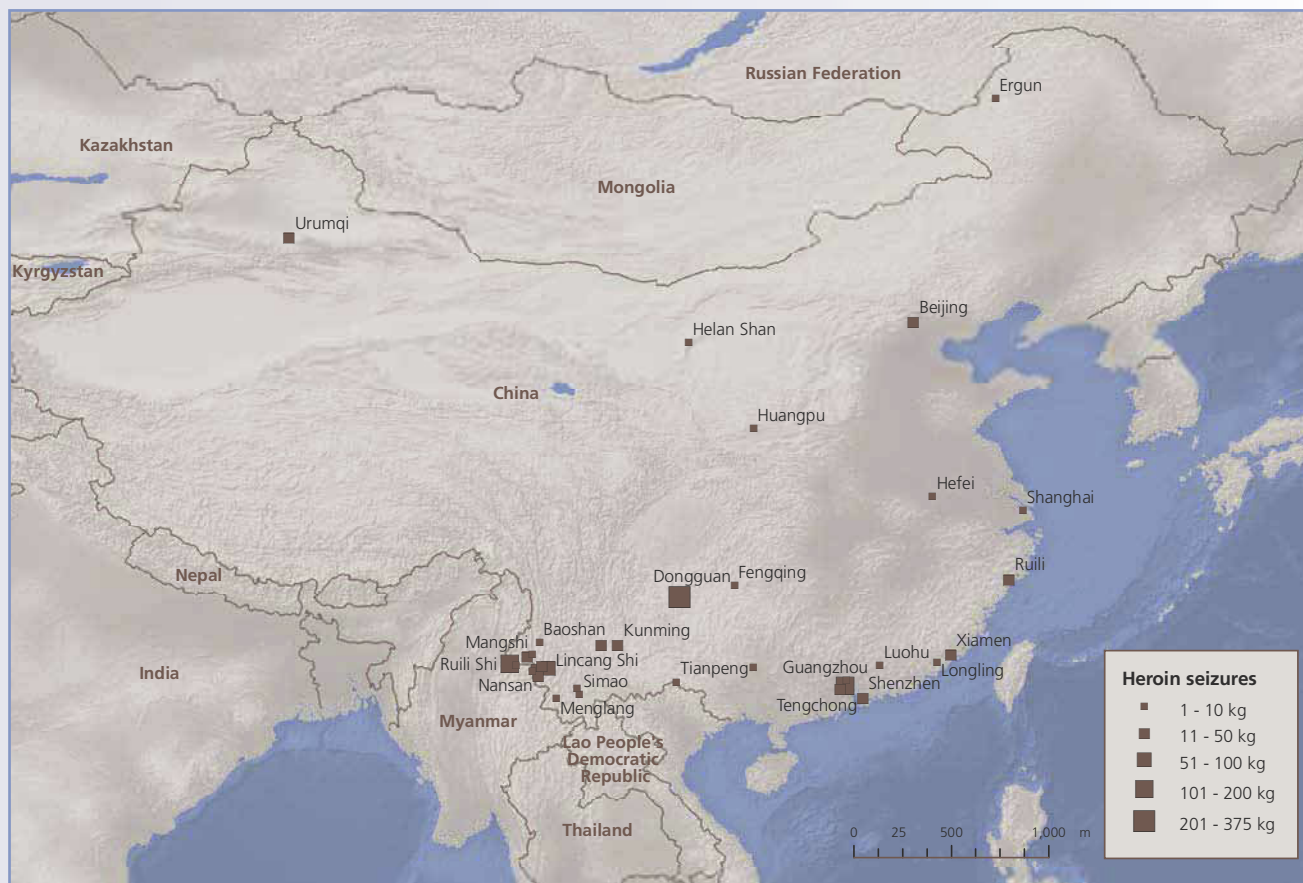 Russian Federation
Ergun
Kazakhstan
Mongolia
Urumqi
Kyrgyzstan
Beijing
Helan Shan
China
Huangpu
Hefei
Shanghai
Ruili
Nepal
Dongguan
Fengqing
Baoshan
Kunming
Mangshi
Xiamen
Ruili Shi
Lincang Shi
Luohu
India
Tianpeng
Guangzhou
Longling
Nansan
Simao
Shenzhen
Menglang
Tengchong
Myanmar
Lao People's
Democratic
Republic
Thailand
0 25 500 1,000 m
Heroin seizures
1 - 10 kg
11 - 50 kg
51 - 100 kg
101 - 200 kg
201 - 375 kg